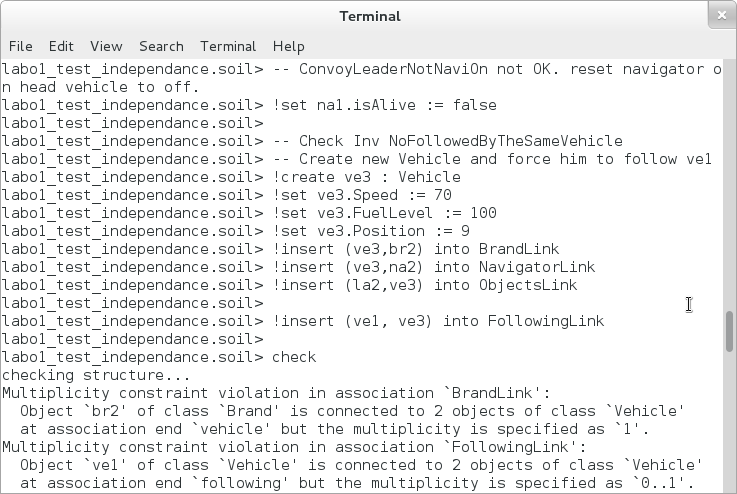 Terminal
×
File Edit View Search Terminal Help
labo1_test_independance.soil> -- ConvoyLeaderNotNaviOn not OK. reset navigator o
n head vehicle to off.
labo1_test_independance.soil> !set na1.isAlive := false
labo1_test_independance.soil>
labo1_test_independance.soil> -- Check Inv NoFollowedByTheSameVehicle
labo1_test_independance.soil> -- Create new Vehicle and force him to follow ve1
labo1_test_independance.soil> !create ve3 : Vehicle
labo1_test_independance.soil> !set ve3.Speed := 70
labo1_test_independance.soil> !set ve3.FuelLevel := 100
labo1_test_independance.soil> !set ve3.Position := 9
labo1_test_independance.soil> !insert (ve3,br2) into BrandLink
labo1_test_independance.soil> !insert (ve3,na2) into NavigatorLink
labo1_test_independance.soil> !insert (la2,ve3) into ObjectsLink
labo1_test_independance.soil>
labo1_test_independance.soil> !insert (ve1, ve3) into FollowingLink
labo1_test_independance.soil>
labo1_test_independance.soil> check
checking structure...
Multiplicity constraint violation in association `BrandLink':
  Object `br2' of class `Brand' is connected to 2 objects of class `Vehicle'
  at association end `vehicle' but the multiplicity is specified as `1'.
Multiplicity constraint violation in association `FollowingLink':
  Object `ve1' of class `Vehicle' is connected to 2 objects of class `Vehicle'
  at association end `following' but the multiplicity is specified as `0..1'.